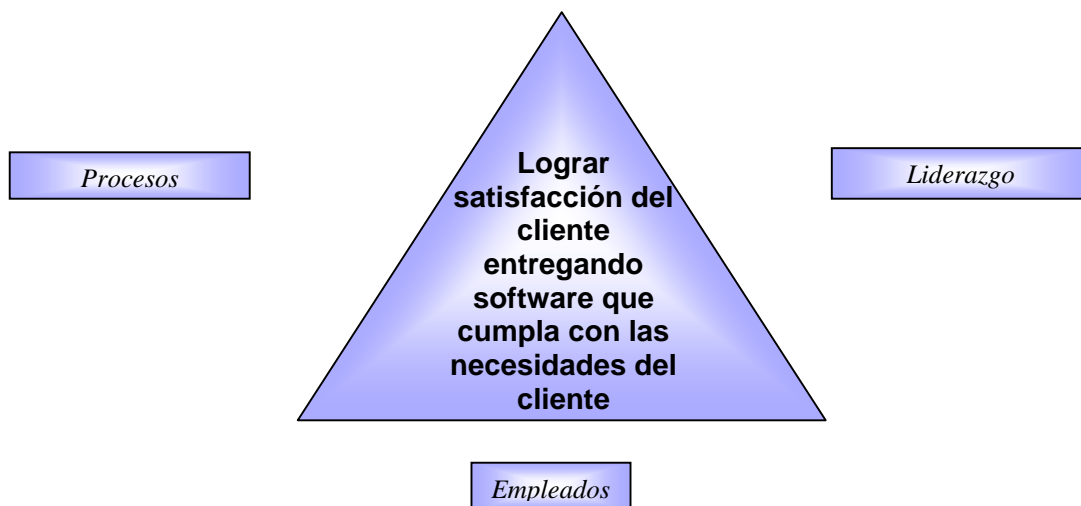 Procesos
Liderazgo
Lograr
satisfacción del
cliente
entregando
software que
cumpla con las
necesidades del
cliente
Empleados